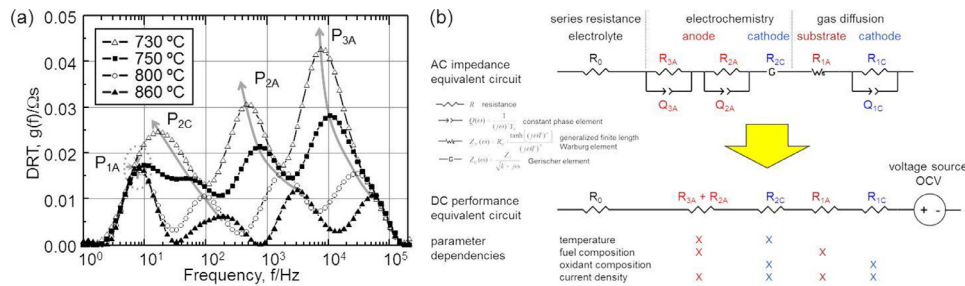 (a)
DRT, g(f)/Ωs
0.05
0.04
0.03
0.02
0.01
0.00
730 ºC
750 ºC
800 ºC
860 ºC
P1A
P2C
P2A
P3A
10⁰ 10¹ 10² 10³ 10⁴ 10⁵
Frequency, f/Hz
(b)
series resistance electrochemistry gas diffusion
electrolyte anode cathode substrate cathode
AC impedance
equivalent circuit
R0 R3A R2A R2C R1A R1C
G
Q3A Q2A Q1C
R resistance
constant phase element
generalized finite length
Warburg element
G
Gerischer element
voltage source
OCV
DC performance
equivalent circuit
R0 R3A + R2A R2C R1A R1C + -
parameter
dependencies
temperature X X
fuel composition X X
oxidant composition X X
current density X X X X